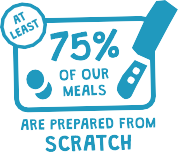 AT
LEAST
75%
OF OUR
MEALS
ARE PREPARED FROM
SCRATCH